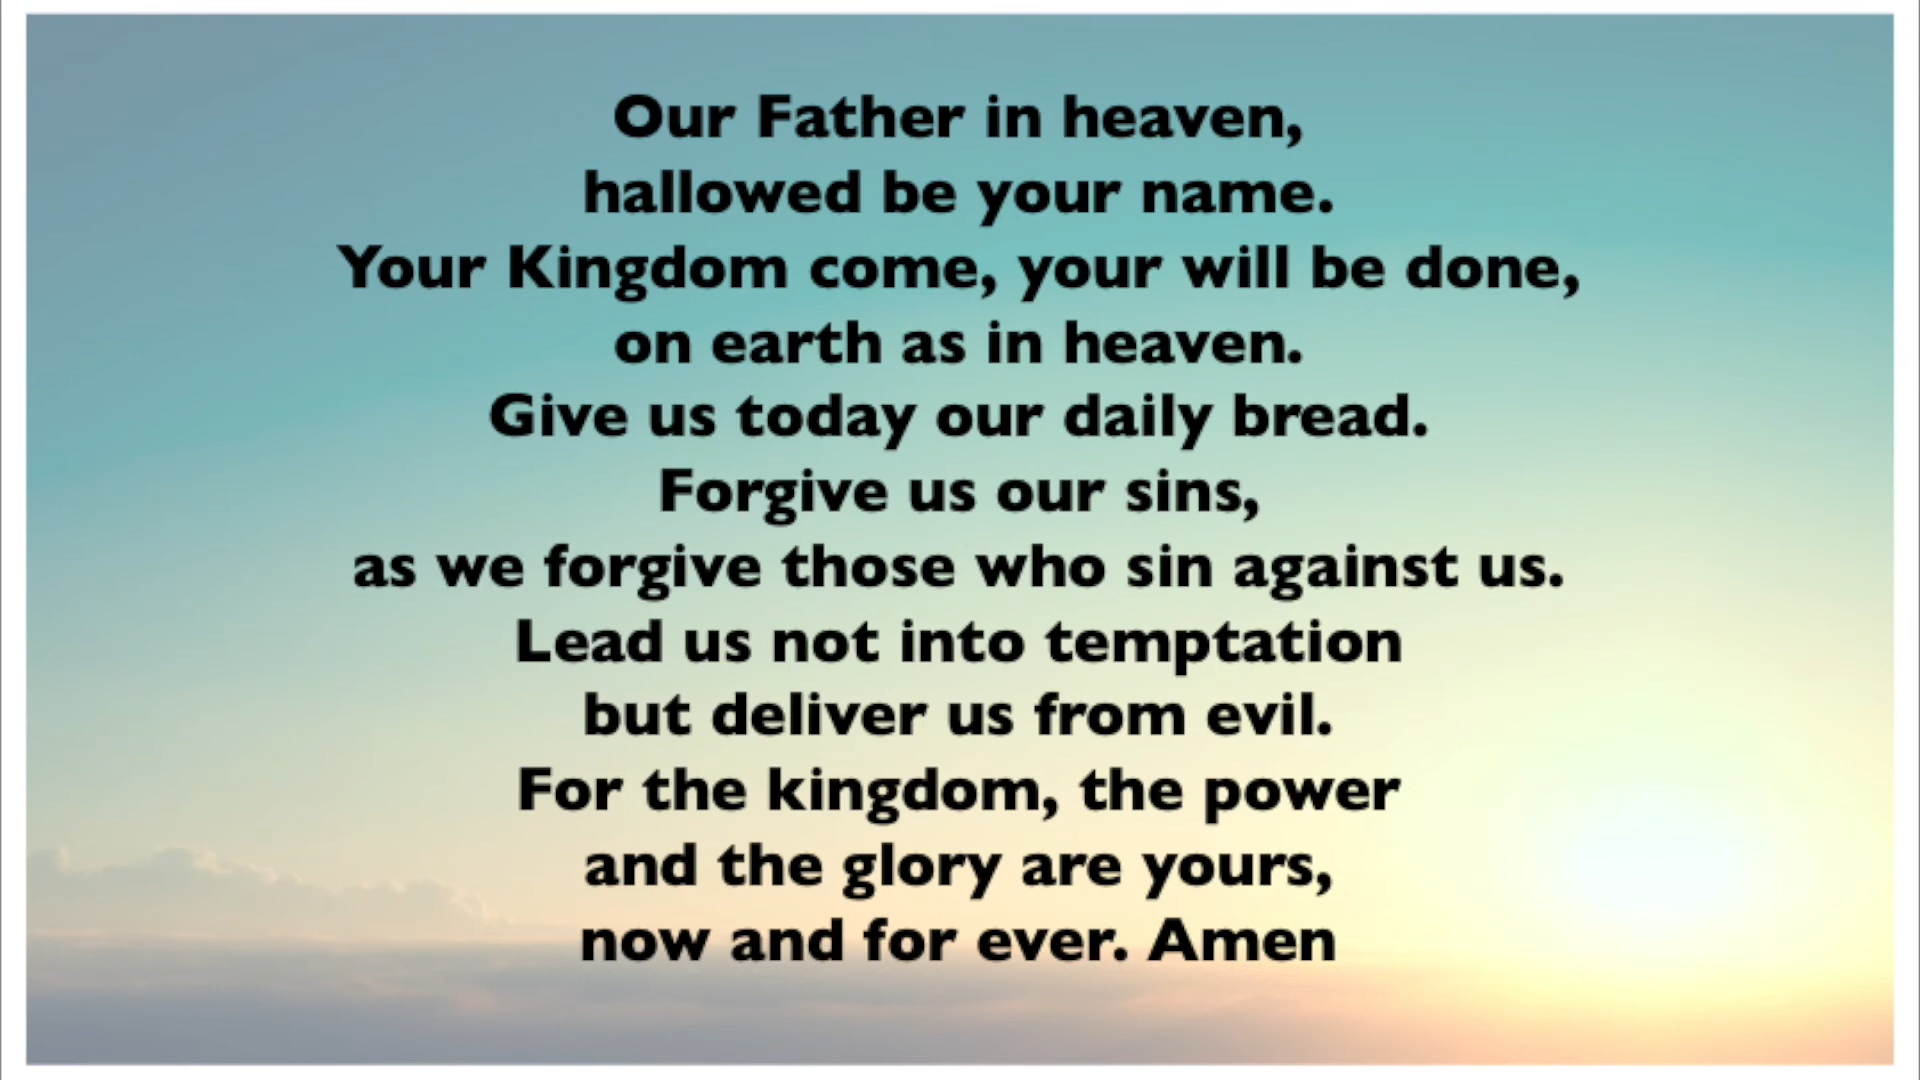 Our Father in heaven,
hallowed be your name.
Your Kingdom come, your will be done,
on earth as in heaven.
Give us today our daily bread.
Forgive us our sins,
as we forgive those who sin against us.
Lead us not into temptation
but deliver us from evil.
For the kingdom, the power
and the glory are yours,
now and for ever. Amen